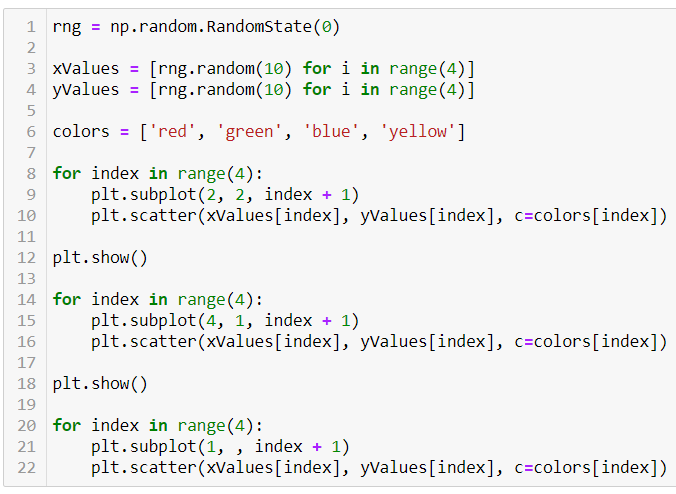 1 rng = np.random.RandomState(0)
2
3 xValues = [rng.random(10) for i in range(4)]
4 yValues = [rng.random(10) for i in range(4)]
5
6 colors = ['red', 'green', 'blue', 'yellow']
7
8 for index in range(4):
9     plt.subplot(2, 2, index + 1)
10     plt.scatter(xValues[index], yValues[index], c=colors[index])
11
12 plt.show()
13
14 for index in range(4):
15     plt.subplot(4, 1, index + 1)
16     plt.scatter(xValues[index], yValues[index], c=colors[index])
17
18 plt.show()
19
20 for index in range(4):
21     plt.subplot(1, , index + 1)
22     plt.scatter(xValues[index], yValues[index], c=colors[index])